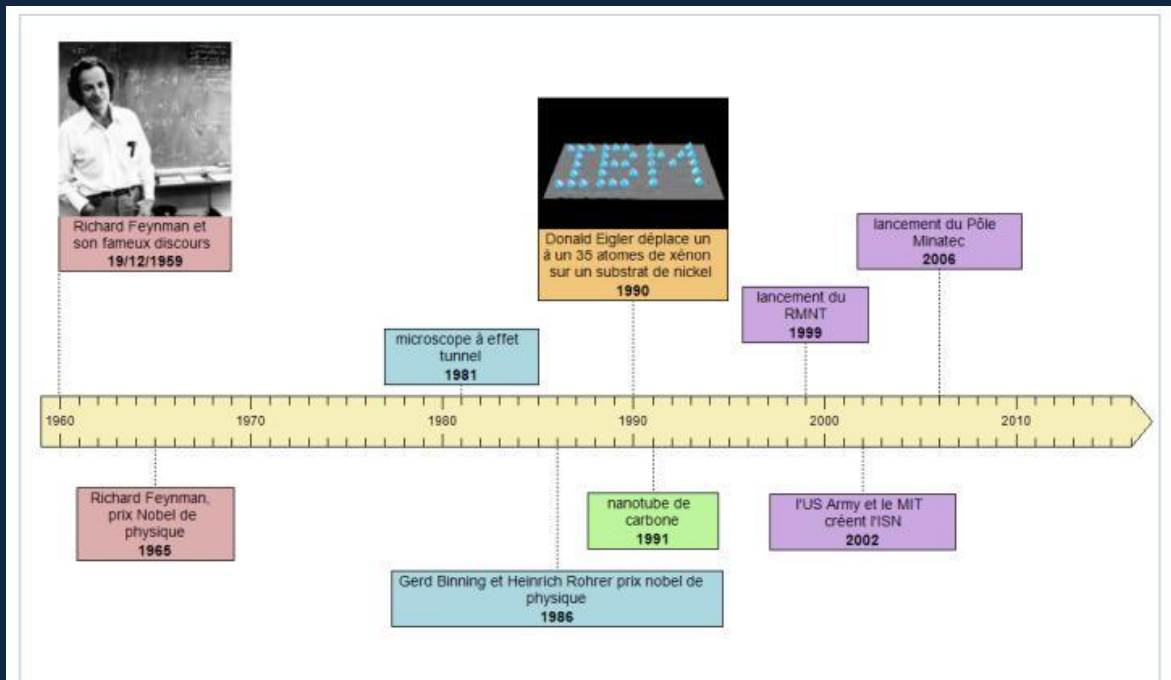 Richard Feynman et
son fameux discours
19/12/1959
IBM
Donald Eigler déplace un
à un 35 atomes de xénon
sur un substrat de nickel
1990
lancement du Pôle
Minatec
2006
lancement du
RMNT
1999
microscope à effet
tunnel
1981
1960
1970
1980
1990
2000
2010
Richard Feynman,
prix Nobel de
physique
1965
nanotube de
carbone
1991
l'US Army et le MIT
créent l'ISN
2002
Gerd Binning et Heinrich Rohrer prix nobel de
physique
1986